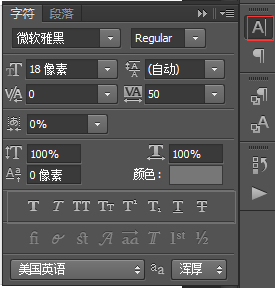 字符 段落
微软雅黑 Regular
18 像素 (自动)
0 50
0%
100% 100%
0 像素 颜色：
T T TT Tt T¹ T₁ T T
fi st A aa T 1st ½
美国英语 aa 浑厚